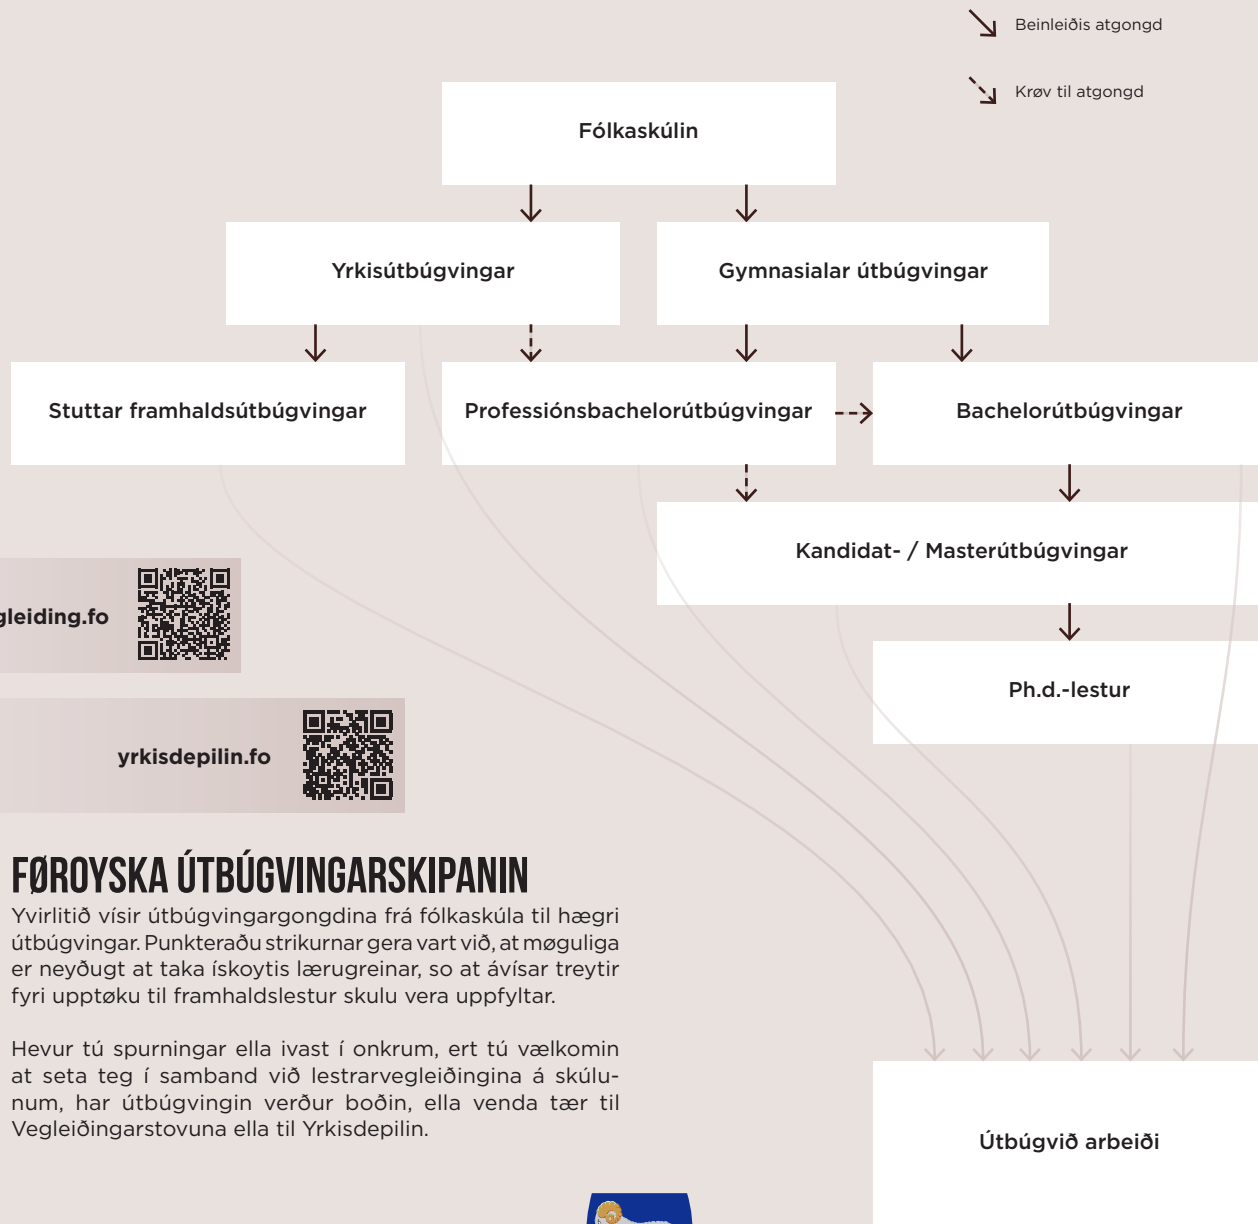 Beinleiðis atgongd
Krøv til atgongd
Fólkaskúlin
Yrkisútbúgvingar
Gymnasialar útbúgvingar
Stuttar framhaldsútbúgvingar
Professiónsbachelorútbúgvingar
Bachelorútbúgvingar
Kandidat- / Masterútbúgvingar
gleiding.fo
Ph.d.-lestur
yrkisdepilin.fo
FØROYSKA ÚTBÚGVINGARSKIPANIN
Yvirlitið vísir útbúgvingargongdina frá fólkaskúla til hægri
útbúgvingar. Punkteraðu strikurnar gera vart við, at møguliga
er neyðugt at taka ískoytis lærugreinar, so at ávísar treytir
fyri upptøku til framhaldslestur skulu vera uppfyltar.
Hevur tú spurningar ella ivast í onkrum, ert tú vælkomin
at seta teg í samband við lestrarvegleiðingina á skúlu-
num, har útbúgvingin verður boðin, ella venda tær til
Vegleiðingarstovuna ella til Yrkisdepilin.
Útbúgvið arbeiði